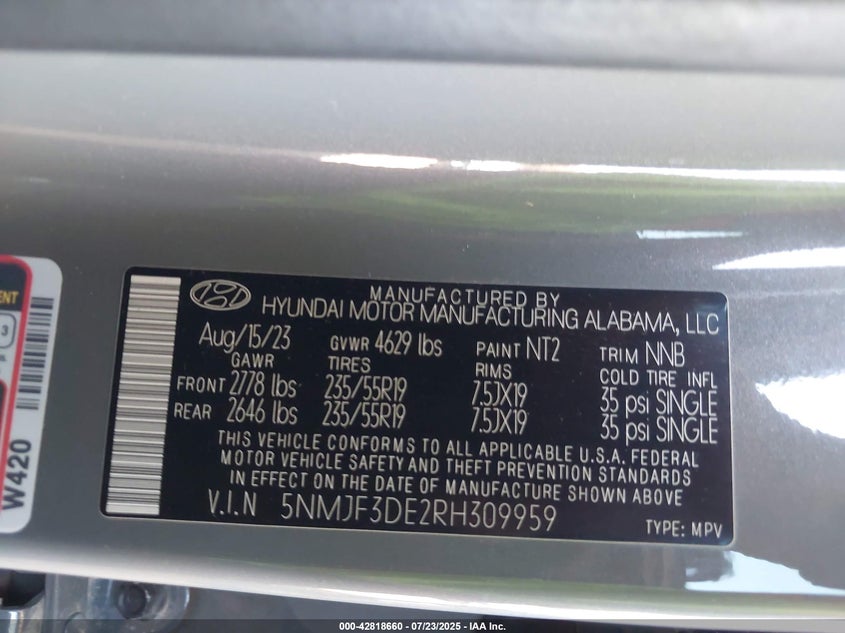 MANUFACTURED BY
HYUNDAI MOTOR MANUFACTURING ALABAMA, LLC
Aug/15/23 GVWR 4629 lbs PAINT NT2 TRIM NNB
GAWR TIRES RIMS COLD TIRE INFL
FRONT 2778 lbs 235/55R19 7.5JX19 35 psi SINGLE
REAR 2646 lbs 235/55R19 7.5JX19 35 psi SINGLE
THIS VEHICLE CONFORMS TO ALL APPLICABLE U.S.A. FEDERAL
MOTOR VEHICLE SAFETY AND THEFT PREVENTION STANDARDS
IN EFFECT ON THE DATE OF MANUFACTURE SHOWN ABOVE
V.I.N 5NMJF3DE2RH309959 TYPE: MPV
W420
000-42818660 - 07/23/2025 - IAA Inc.